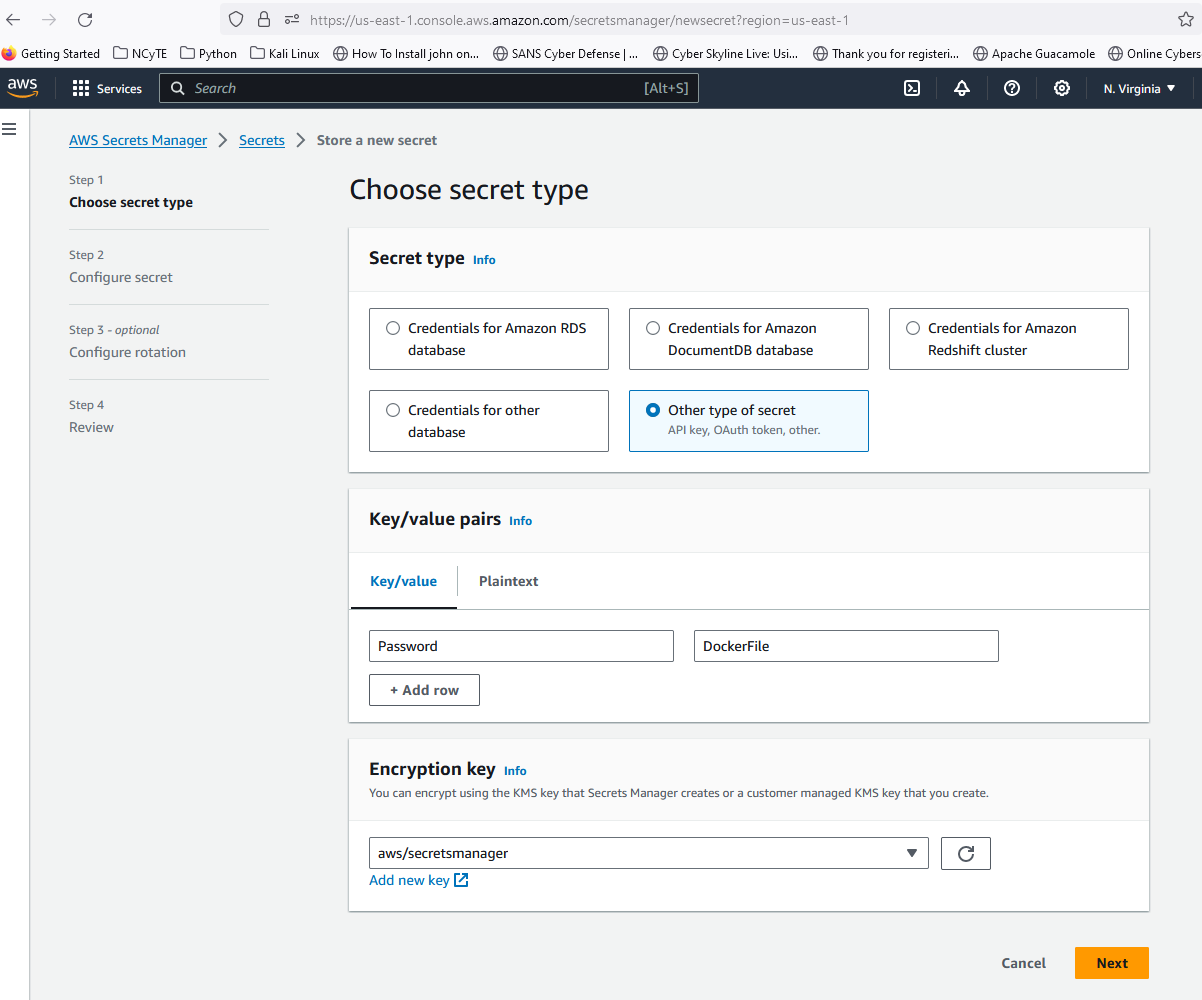 https://us-east-1.console.aws.amazon.com/secretsmanager/newsecret?region=us-east-1
Getting Started NCyTE Python Kali Linux How To Install john on... SANS Cyber Defense | ... Cyber Skyline Live: Usi... Thank you for registeri... Apache Guacamole Online Cybers
aws Services Search [Alt+S] N. Virginia
AWS Secrets Manager > Secrets > Store a new secret
Step 1
Choose secret type
Step 2
Configure secret
Step 3 - optional
Configure rotation
Step 4
Review
Choose secret type
Secret type Info
Credentials for Amazon RDS
database
Credentials for Amazon
DocumentDB database
Credentials for Amazon
Redshift cluster
Credentials for other
database
Other type of secret
API key, OAuth token, other.
Key/value pairs Info
Key/value Plaintext
Password DockerFile
+ Add row
Encryption key Info
You can encrypt using the KMS key that Secrets Manager creates or a customer managed KMS key that you create.
aws/secretsmanager
Add new key
Cancel Next